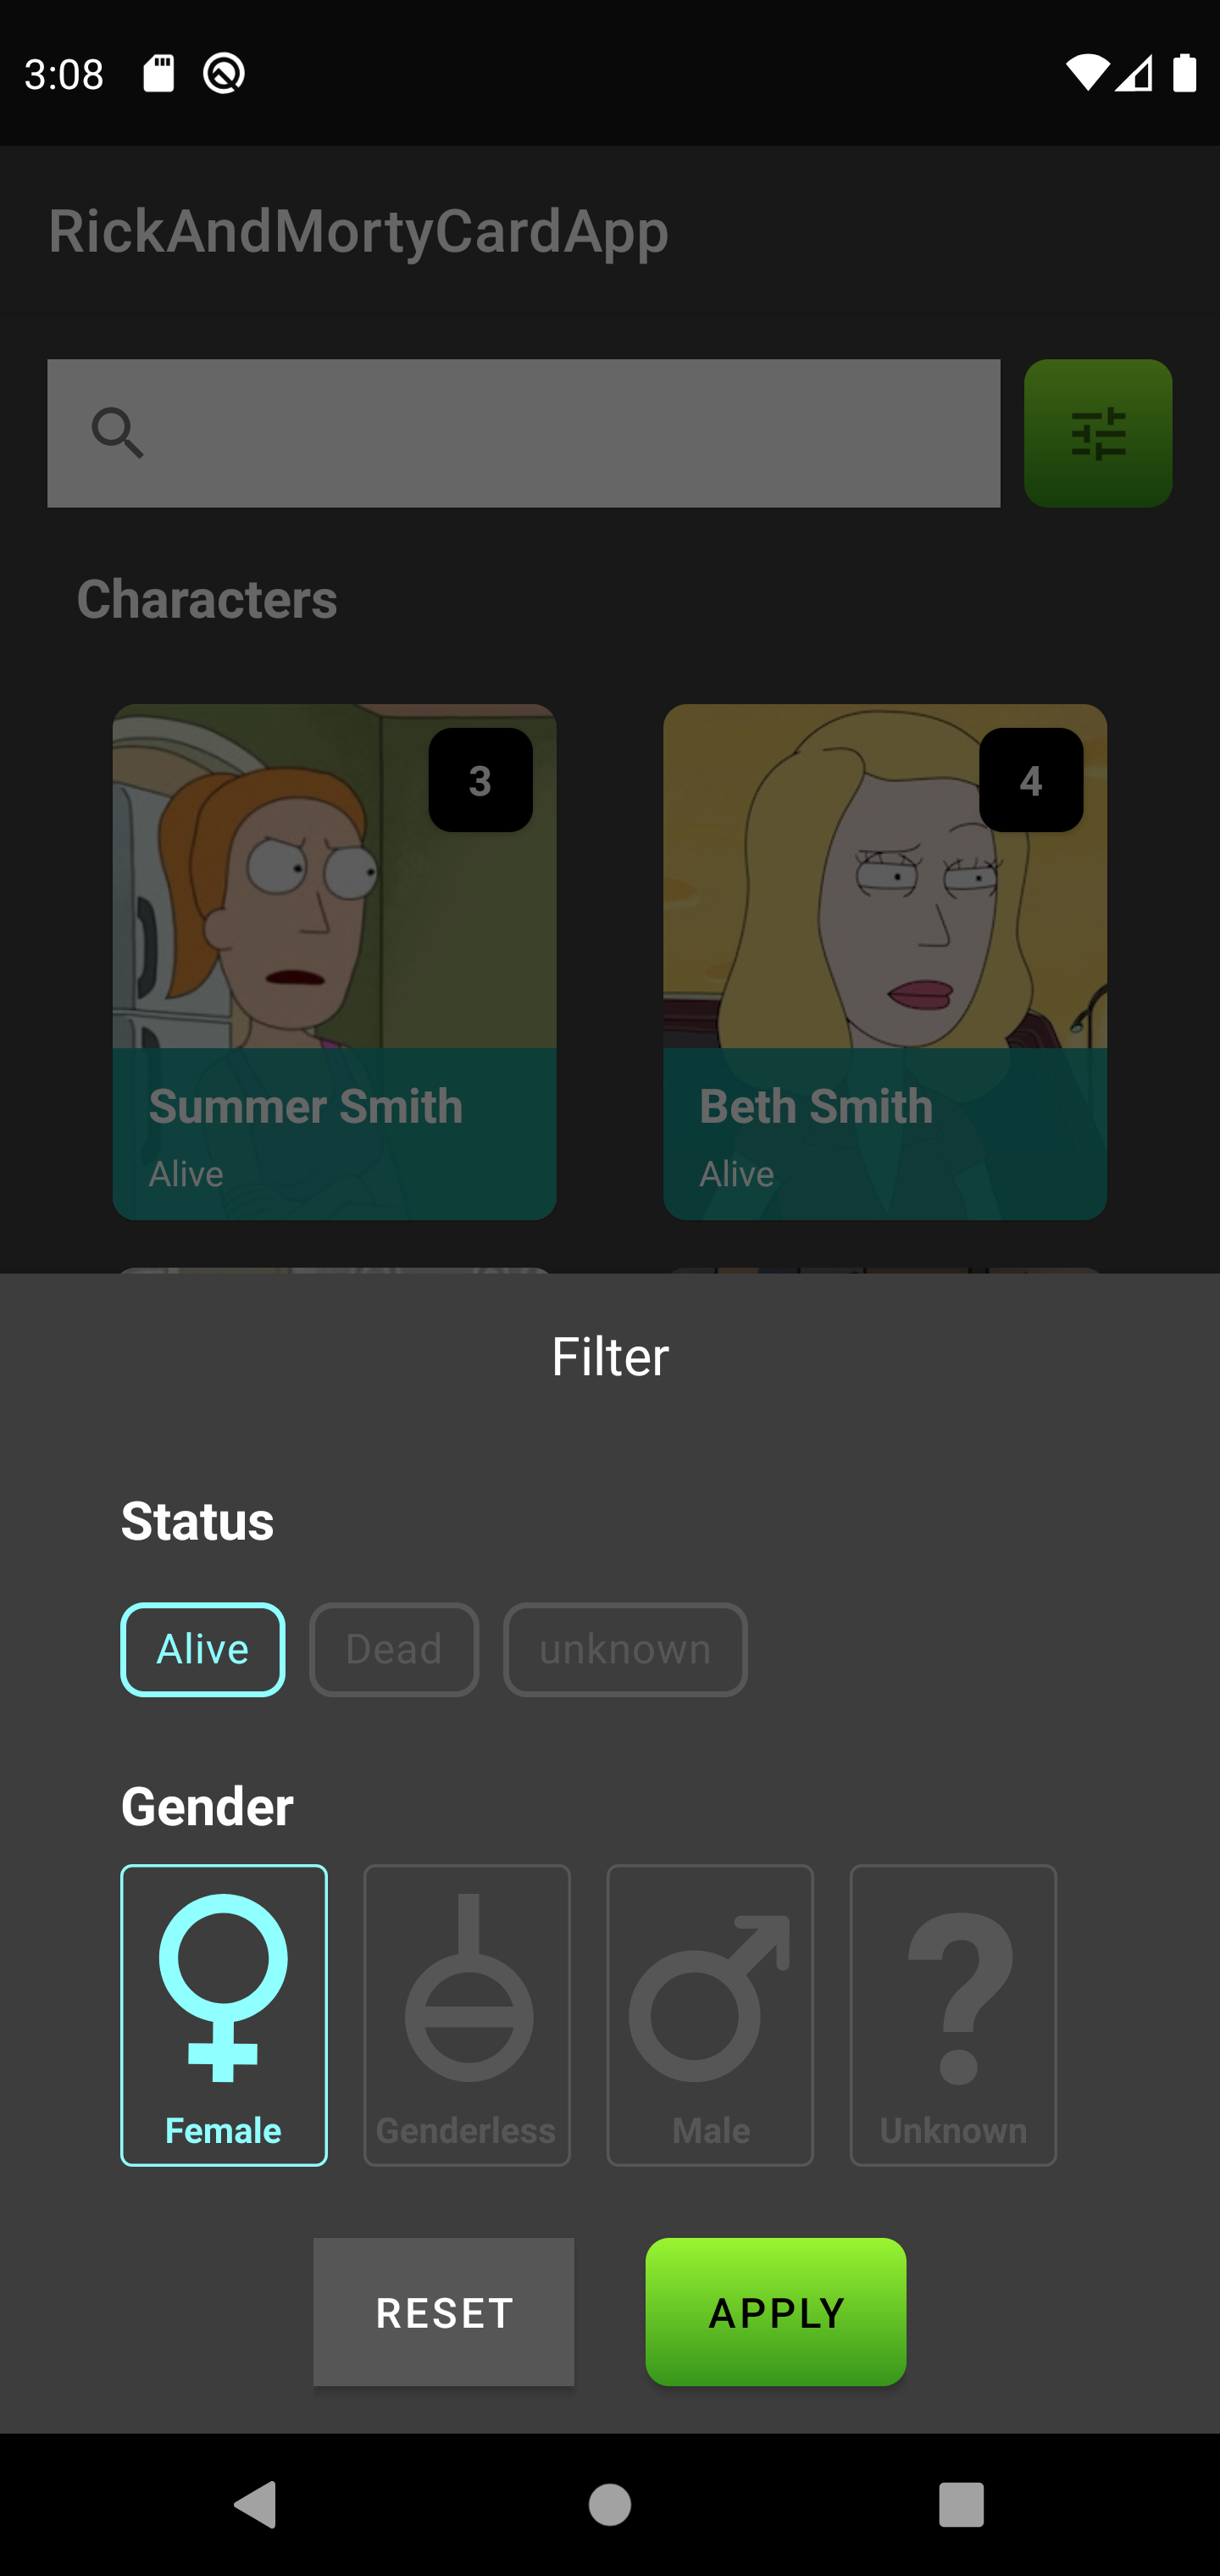 3:08
RickAndMortyCardApp
Characters
3
4
Summer Smith
Alive
Beth Smith
Alive
Filter
Status
Alive Dead unknown
Gender
Female Genderless Male Unknown
RESET APPLY